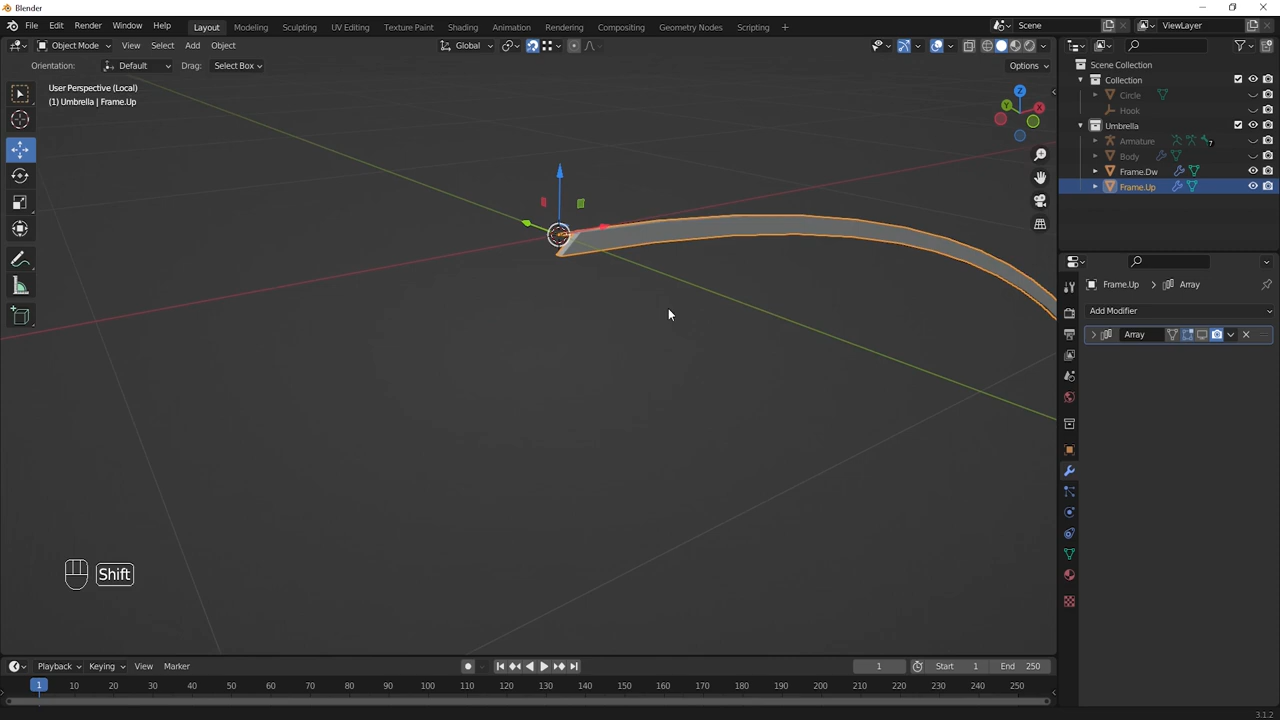 Blender
File Edit Render Window Help Layout Modeling Sculpting UV Editing Texture Paint Shading Animation Rendering Compositing Geometry Nodes Scripting + Scene ViewLayer
Object Mode View Select Add Object Global
Orientation: Default Drag: Select Box Options
User Perspective (Local)
(1) Umbrella | Frame.Up
Z
Y
X
Shift
Scene Collection
Collection
Circle
Hook
Umbrella
Armature 7
Body
Frame.Dw
Frame.Up
Frame.Up > Array
Add Modifier
Array
Playback Keying View Marker 1 Start 1 End 250
1 10 20 30 40 50 60 70 80 90 100 110 120 130 140 150 160 170 180 190 200 210 220 230 240 250
3.1.2